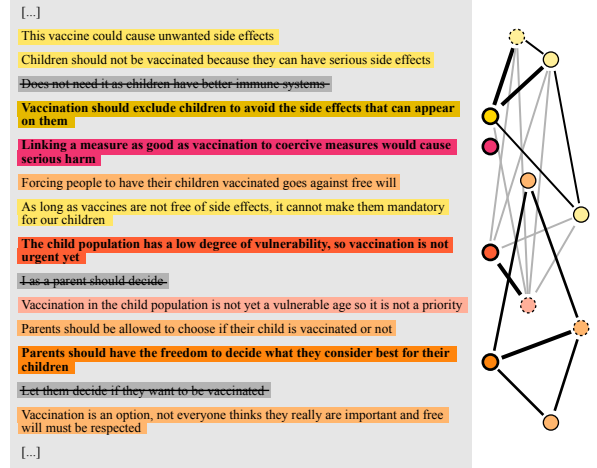 [...]
This vaccine could cause unwanted side effects
Children should not be vaccinated because they can have serious side effects
Does not need it as children have better immune systems
Vaccination should exclude children to avoid the side effects that can appear
on them
Linking a measure as good as vaccination to coercive measures would cause
serious harm
Forcing people to have their children vaccinated goes against free will
As long as vaccines are not free of side effects, it cannot make them mandatory
for our children
The child population has a low degree of vulnerability, so vaccination is not
urgent yet
I as a parent should decide
Vaccination in the child population is not yet a vulnerable age so it is not a priority
Parents should be allowed to choose if their child is vaccinated or not
Parents should have the freedom to decide what they consider best for their
children
Let them decide if they want to be vaccinated
Vaccination is an option, not everyone thinks they really are important and free
will must be respected
[...]